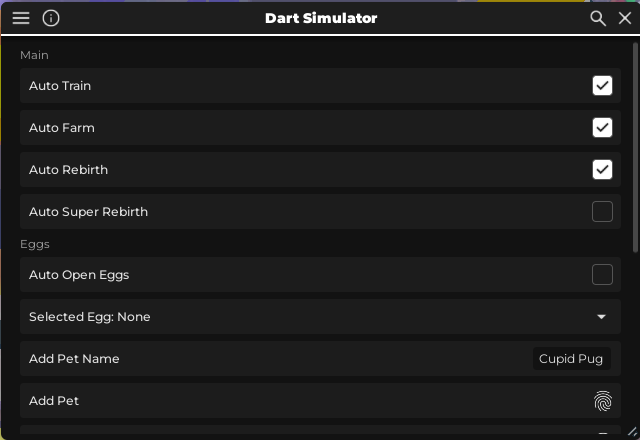 Dart Simulator
Main
Auto Train
Auto Farm
Auto Rebirth
Auto Super Rebirth
Eggs
Auto Open Eggs
Selected Egg: None
Add Pet Name Cupid Pug
Add Pet